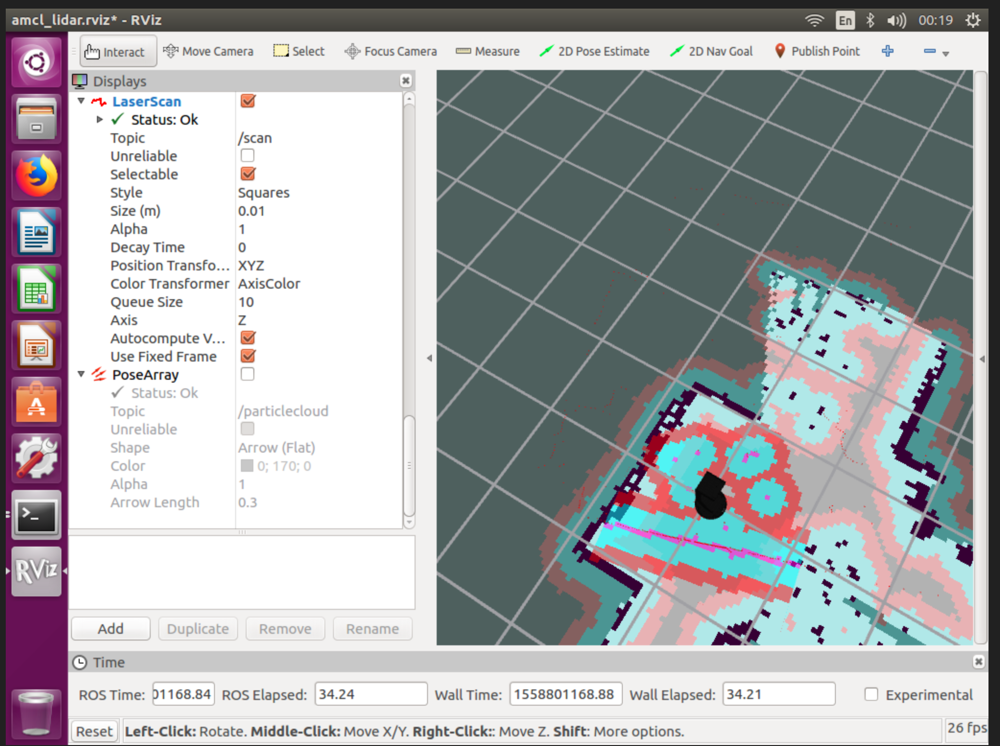 amcl_lidar.rviz* - RViz
En
00:19
Interact
Move Camera
Select
Focus Camera
Measure
2D Pose Estimate
2D Nav Goal
Publish Point
Displays
LaserScan
Status: Ok
Topic /scan
Unreliable
Selectable
Style Squares
Size (m) 0.01
Alpha 1
Decay Time 0
Position Transfo... XYZ
Color Transformer AxisColor
Queue Size 10
Axis Z
Autocompute V...
Use Fixed Frame
PoseArray
Status: Ok
Topic /particlecloud
Unreliable
Shape Arrow (Flat)
Color 0; 170; 0
Alpha 1
Arrow Length 0.3
RViz
Add Duplicate Remove Rename
Time
ROS Time: 01168.84 ROS Elapsed: 34.24 Wall Time: 1558801168.88 Wall Elapsed: 34.21 Experimental
Reset Left-Click: Rotate. Middle-Click: Move X/Y. Right-Click:: Move Z. Shift: More options. 26 fps